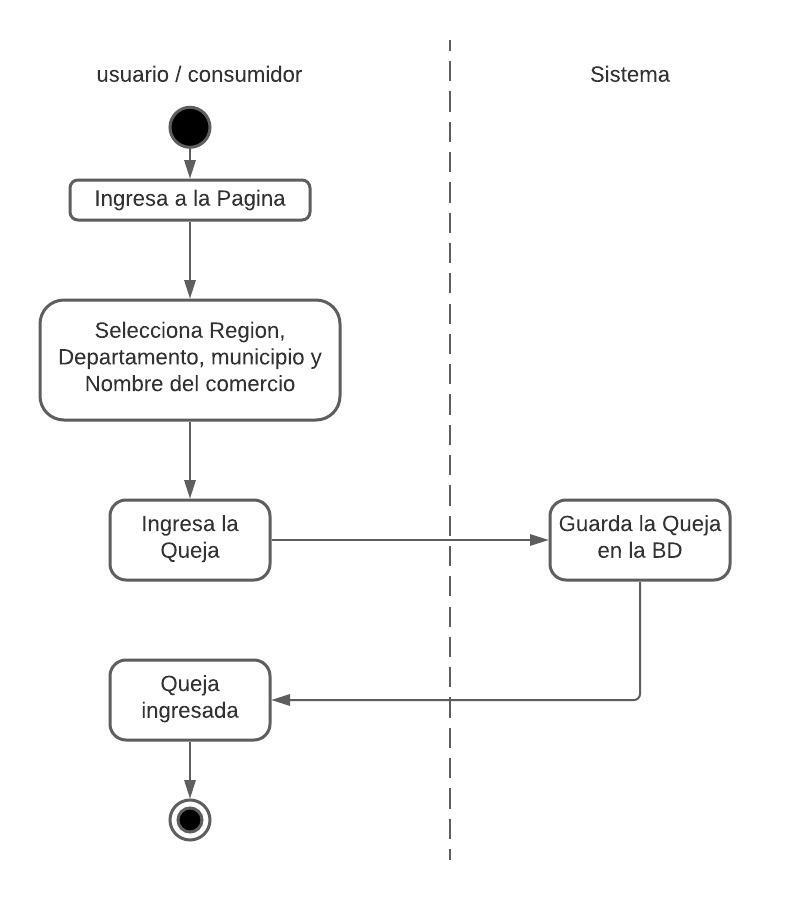 usuario / consumidor
Sistema
Ingresa a la Pagina
Selecciona Region,
Departamento, municipio y
Nombre del comercio
Ingresa la
Queja
Guarda la Queja
en la BD
Queja
ingresada